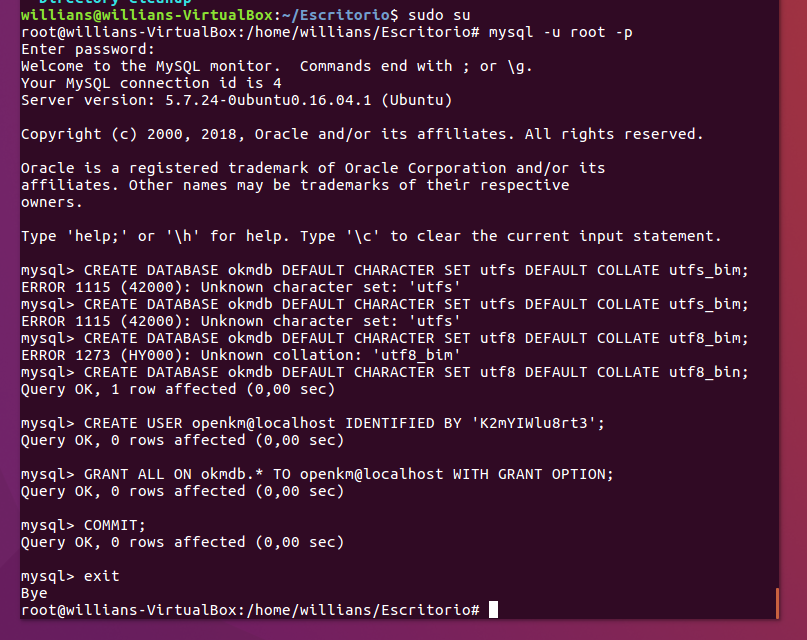 Directory Cleanup
willians@willians-VirtualBox:~/Escritorio$ sudo su
root@willians-VirtualBox:/home/willians/Escritorio# mysql -u root -p
Enter password:
Welcome to the MySQL monitor.  Commands end with ; or \g.
Your MySQL connection id is 4
Server version: 5.7.24-0ubuntu0.16.04.1 (Ubuntu)

Copyright (c) 2000, 2018, Oracle and/or its affiliates. All rights reserved.

Oracle is a registered trademark of Oracle Corporation and/or its
affiliates. Other names may be trademarks of their respective
owners.

Type 'help;' or '\h' for help. Type '\c' to clear the current input statement.

mysql> CREATE DATABASE okmdb DEFAULT CHARACTER SET utfs DEFAULT COLLATE utfs_bim;
ERROR 1115 (42000): Unknown character set: 'utfs'
mysql> CREATE DATABASE okmdb DEFAULT CHARACTER SET utfs DEFAULT COLLATE utfs_bim;
ERROR 1115 (42000): Unknown character set: 'utfs'
mysql> CREATE DATABASE okmdb DEFAULT CHARACTER SET utf8 DEFAULT COLLATE utf8_bim;
ERROR 1273 (HY000): Unknown collation: 'utf8_bim'
mysql> CREATE DATABASE okmdb DEFAULT CHARACTER SET utf8 DEFAULT COLLATE utf8_bin;
Query OK, 1 row affected (0,00 sec)

mysql> CREATE USER openkm@localhost IDENTIFIED BY 'K2mYIWlu8rt3';
Query OK, 0 rows affected (0,00 sec)

mysql> GRANT ALL ON okmdb.* TO openkm@localhost WITH GRANT OPTION;
Query OK, 0 rows affected (0,00 sec)

mysql> COMMIT;
Query OK, 0 rows affected (0,00 sec)

mysql> exit
Bye
root@willians-VirtualBox:/home/willians/Escritorio#